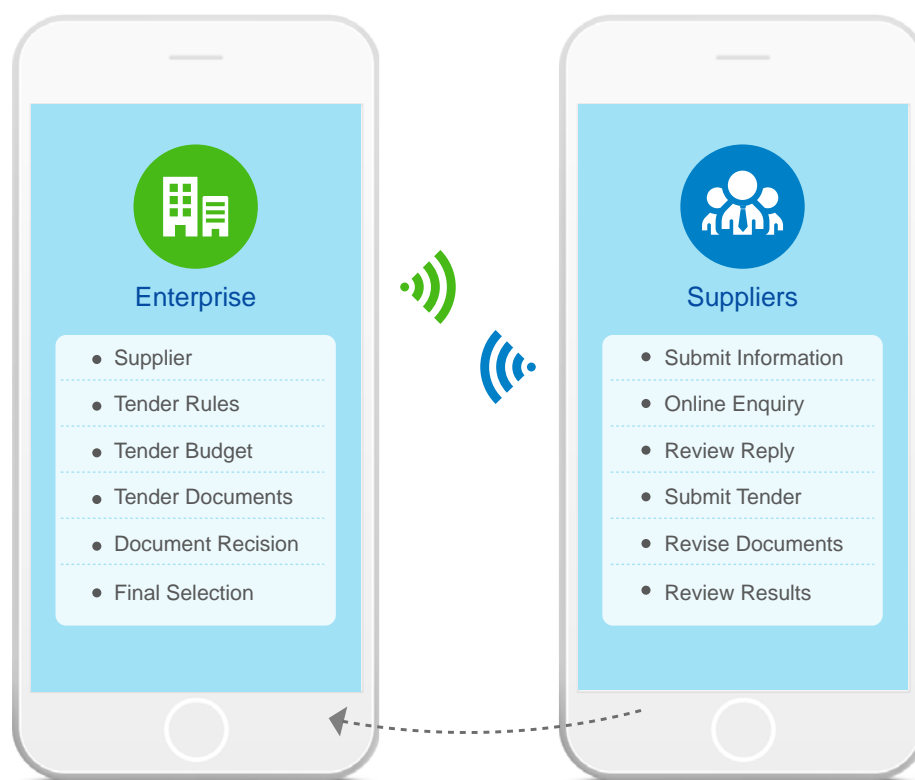 Enterprise
Supplier
Tender Rules
Tender Budget
Tender Documents
Document Recision
Final Selection
Suppliers
Submit Information
Online Enquiry
Review Reply
Submit Tender
Revise Documents
Review Results